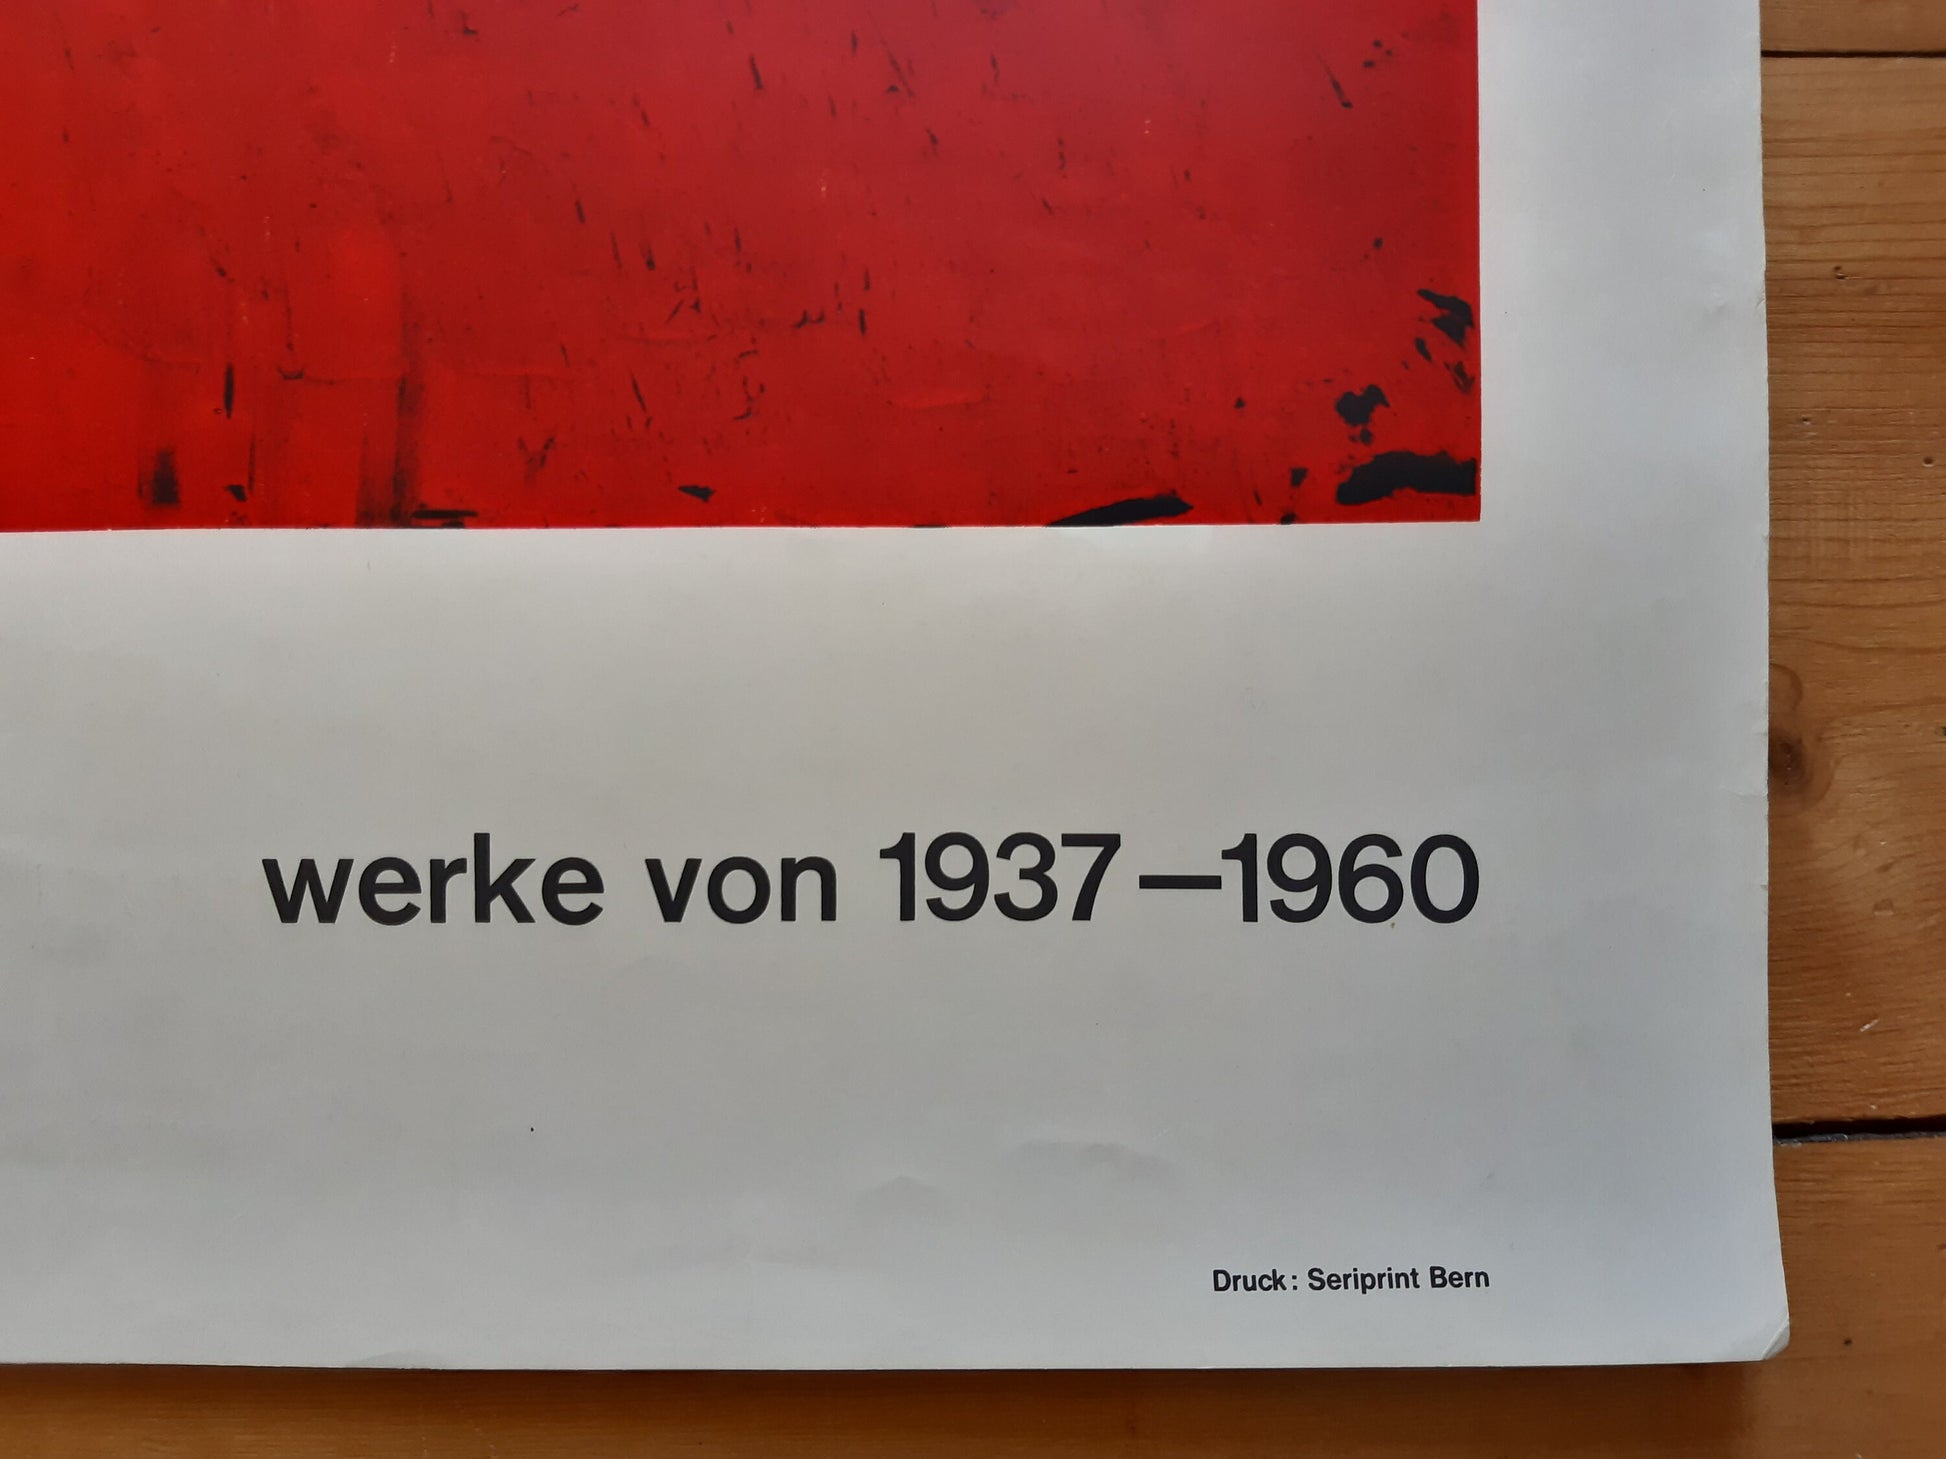 werke von 1937–1960
Druck: Seriprint Bern